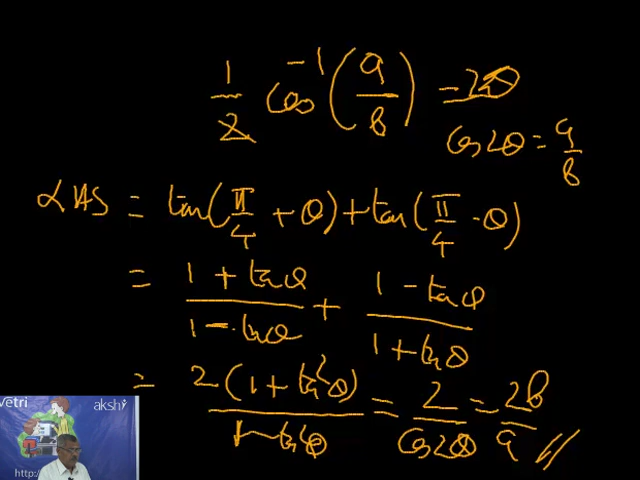 1/2 cos⁻¹(a/b) = 2θ
cos2θ = a/b
LHS = tan(π/4 + θ) + tan(π/4 - θ)
= (1 + tanθ)/(1 - tanθ) + (1 - tanθ)/(1 + tanθ)
= 2(1 + tan²θ)/(1 - tan²θ) = 2/cos2θ = 2b/a //
Vetri
akshi
http:/